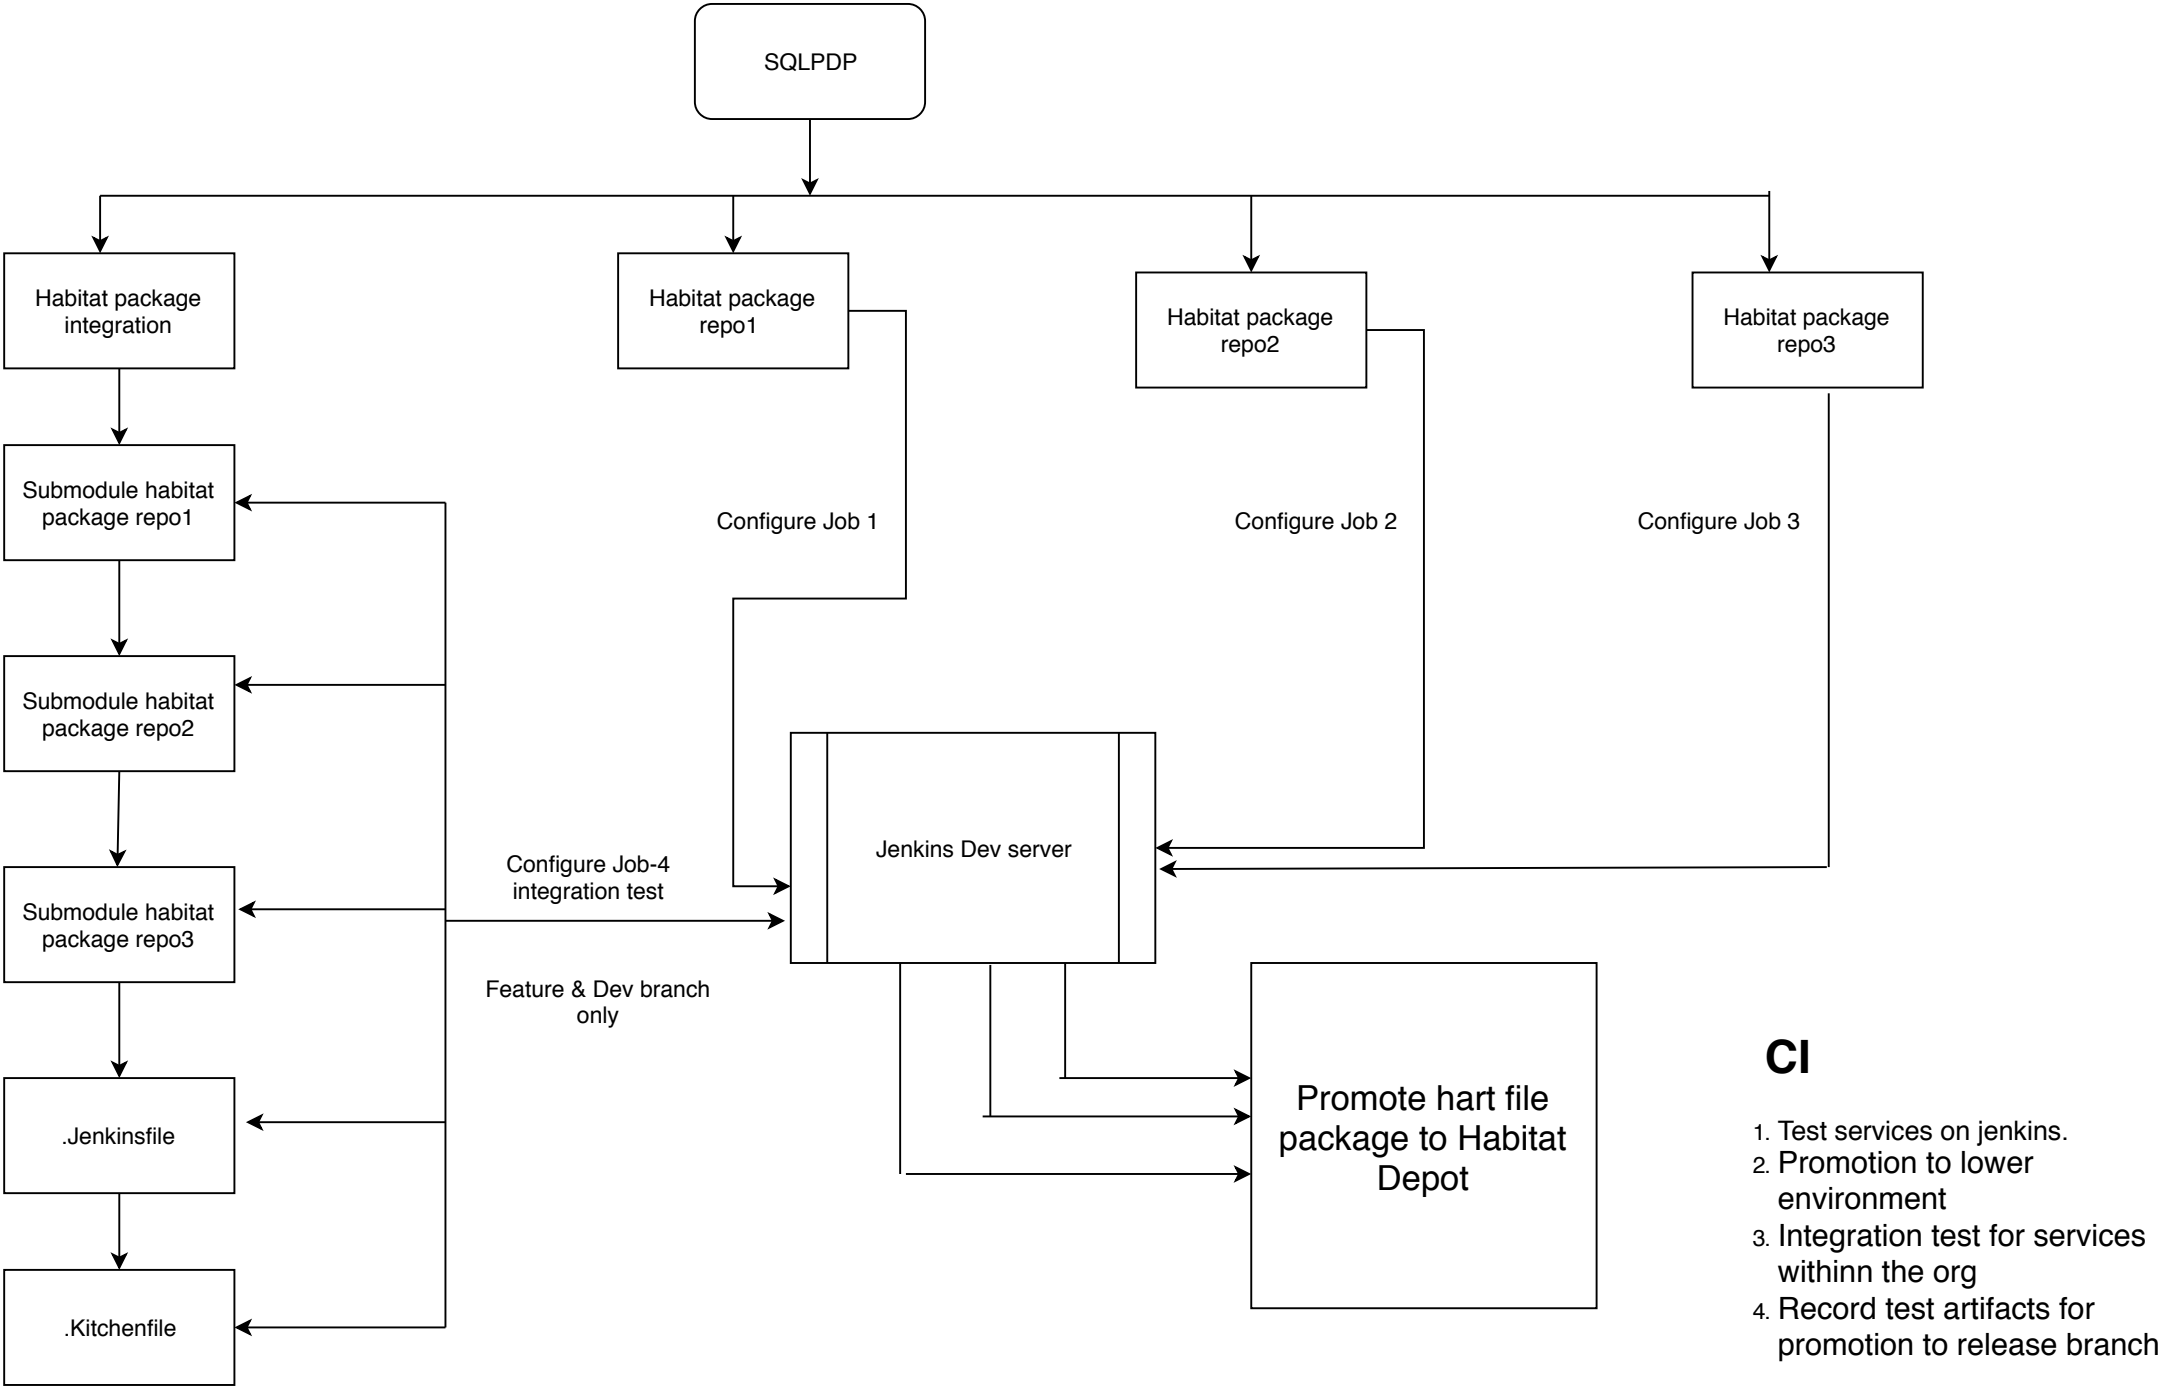 SQLPDP
Habitat package
integration
Habitat package
repo1
Habitat package
repo2
Habitat package
repo3
Submodule habitat
package repo1
Configure Job 1
Configure Job 2
Configure Job 3
Submodule habitat
package repo2
Jenkins Dev server
Configure Job-4
integration test
Submodule habitat
package repo3
Feature & Dev branch
only
.Jenkinsfile
.Kitchenfile
Promote hart file
package to Habitat
Depot
CI
1. Test services on jenkins.
2. Promotion to lower
environment
3. Integration test for services
withinn the org
4. Record test artifacts for
promotion to release branch